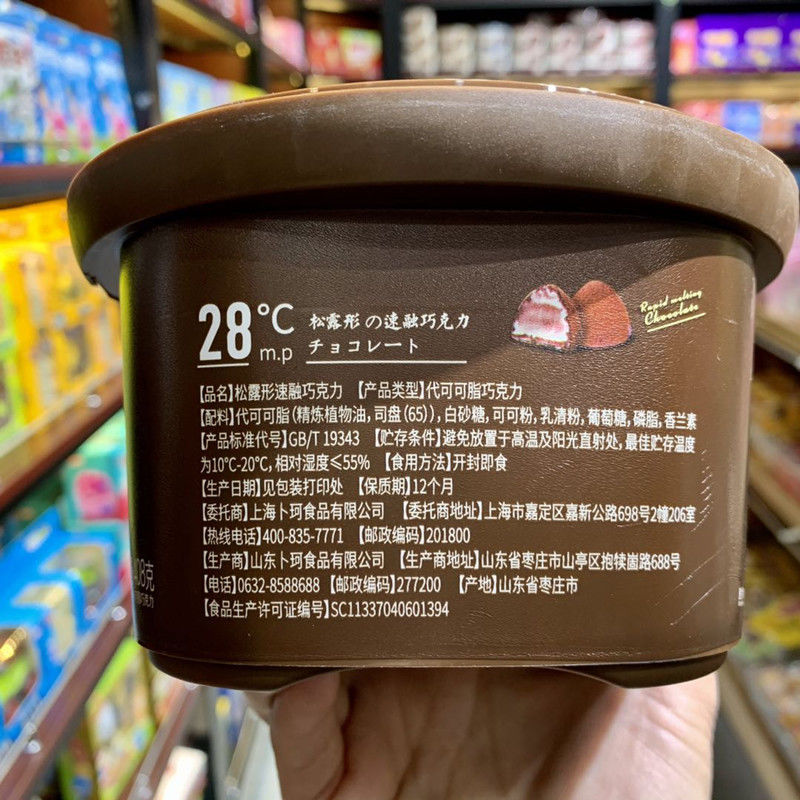 28°C
m.p
松露形の速融巧克力
チョコレート
Rapid melting
Chocolate
【品名】松露形速融巧克力 【产品类型】代可可脂巧克力
【配料】代可可脂(精炼植物油,司盘(65)),白砂糖,可可粉,乳清粉,葡萄糖,磷脂,香兰素
【产品标准代号】GB/T 19343 【贮存条件】避免放置于高温及阳光直射处,最佳贮存温度
为10°C-20°C,相对湿度≤55% 【食用方法】开封即食
【生产日期】见包装打印处 【保质期】12个月
【委托商】上海卜珂食品有限公司 【委托商地址】上海市嘉定区嘉新公路698号2幢206室
【热线电话】400-835-7771 【邮政编码】201800
【生产商】山东卜珂食品有限公司 【生产商地址】山东省枣庄市山亭区抱犊崮路688号
【电话】0632-8588688 【邮政编码】277200 【产地】山东省枣庄市
【食品生产许可证编号】SC11337040601394
08克